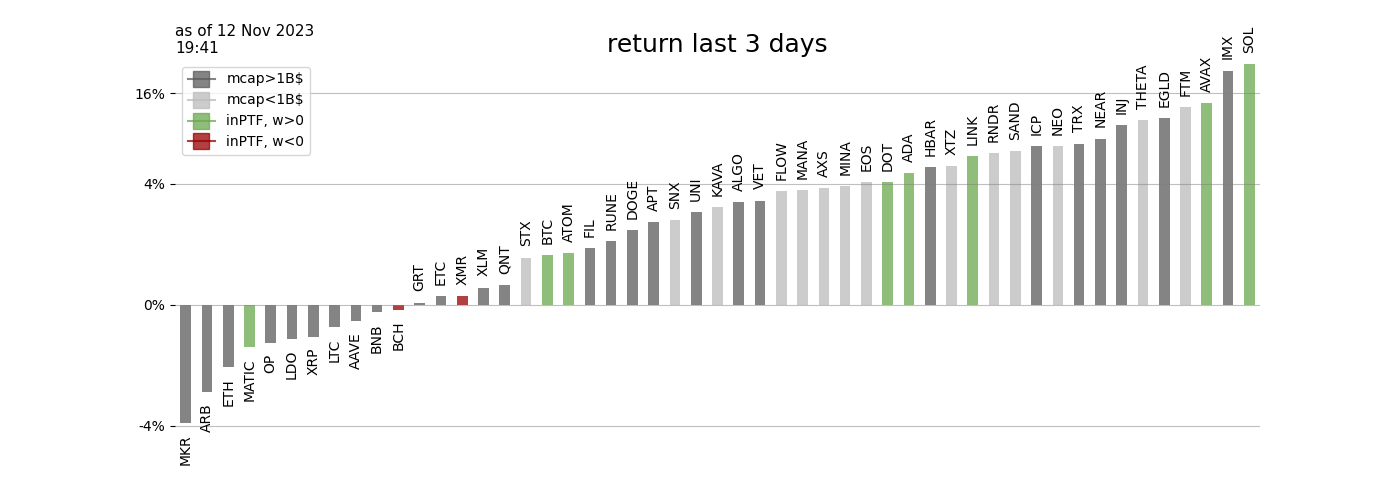 as of 12 Nov 2023
19:41
return last 3 days
mcap>1B$
mcap<1B$
inPTF, w>0
inPTF, w<0
16%
4%
0%
-4%
MKR
ARB
ETH
MATIC
OP
LDO
XRP
LTC
AAVE
BNB
BCH
GRT
ETC
XMR
XLM
QNT
STX
BTC
ATOM
FIL
RUNE
DOGE
APT
SNX
UNI
KAVA
ALGO
VET
FLOW
MANA
AXS
MINA
EOS
DOT
ADA
HBAR
XTZ
LINK
RNDR
SAND
ICP
NEO
TRX
NEAR
INJ
THETA
EGLD
FTM
AVAX
IMX
SOL